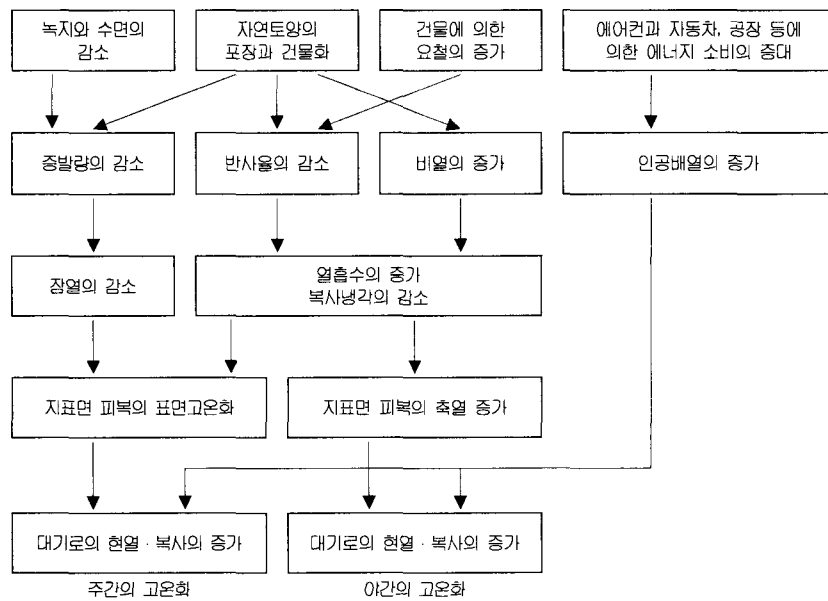 녹지와 수면의
감소
자연토양의
포장과 건물화
건물에 의한
요철의 증가
에어컨과 자동차, 공장 등에
의한 에너지 소비의 증대
증발량의 감소
반사율의 감소
비열의 증가
인공배열의 증가
잠열의 감소
열흡수의 증가
복사냉각의 감소
지표면 피복의 표면고온화
지표면 피복의 축열 증가
대기로의 현열 · 복사의 증가
대기로의 현열 · 복사의 증가
주간의 고온화
야간의 고온화